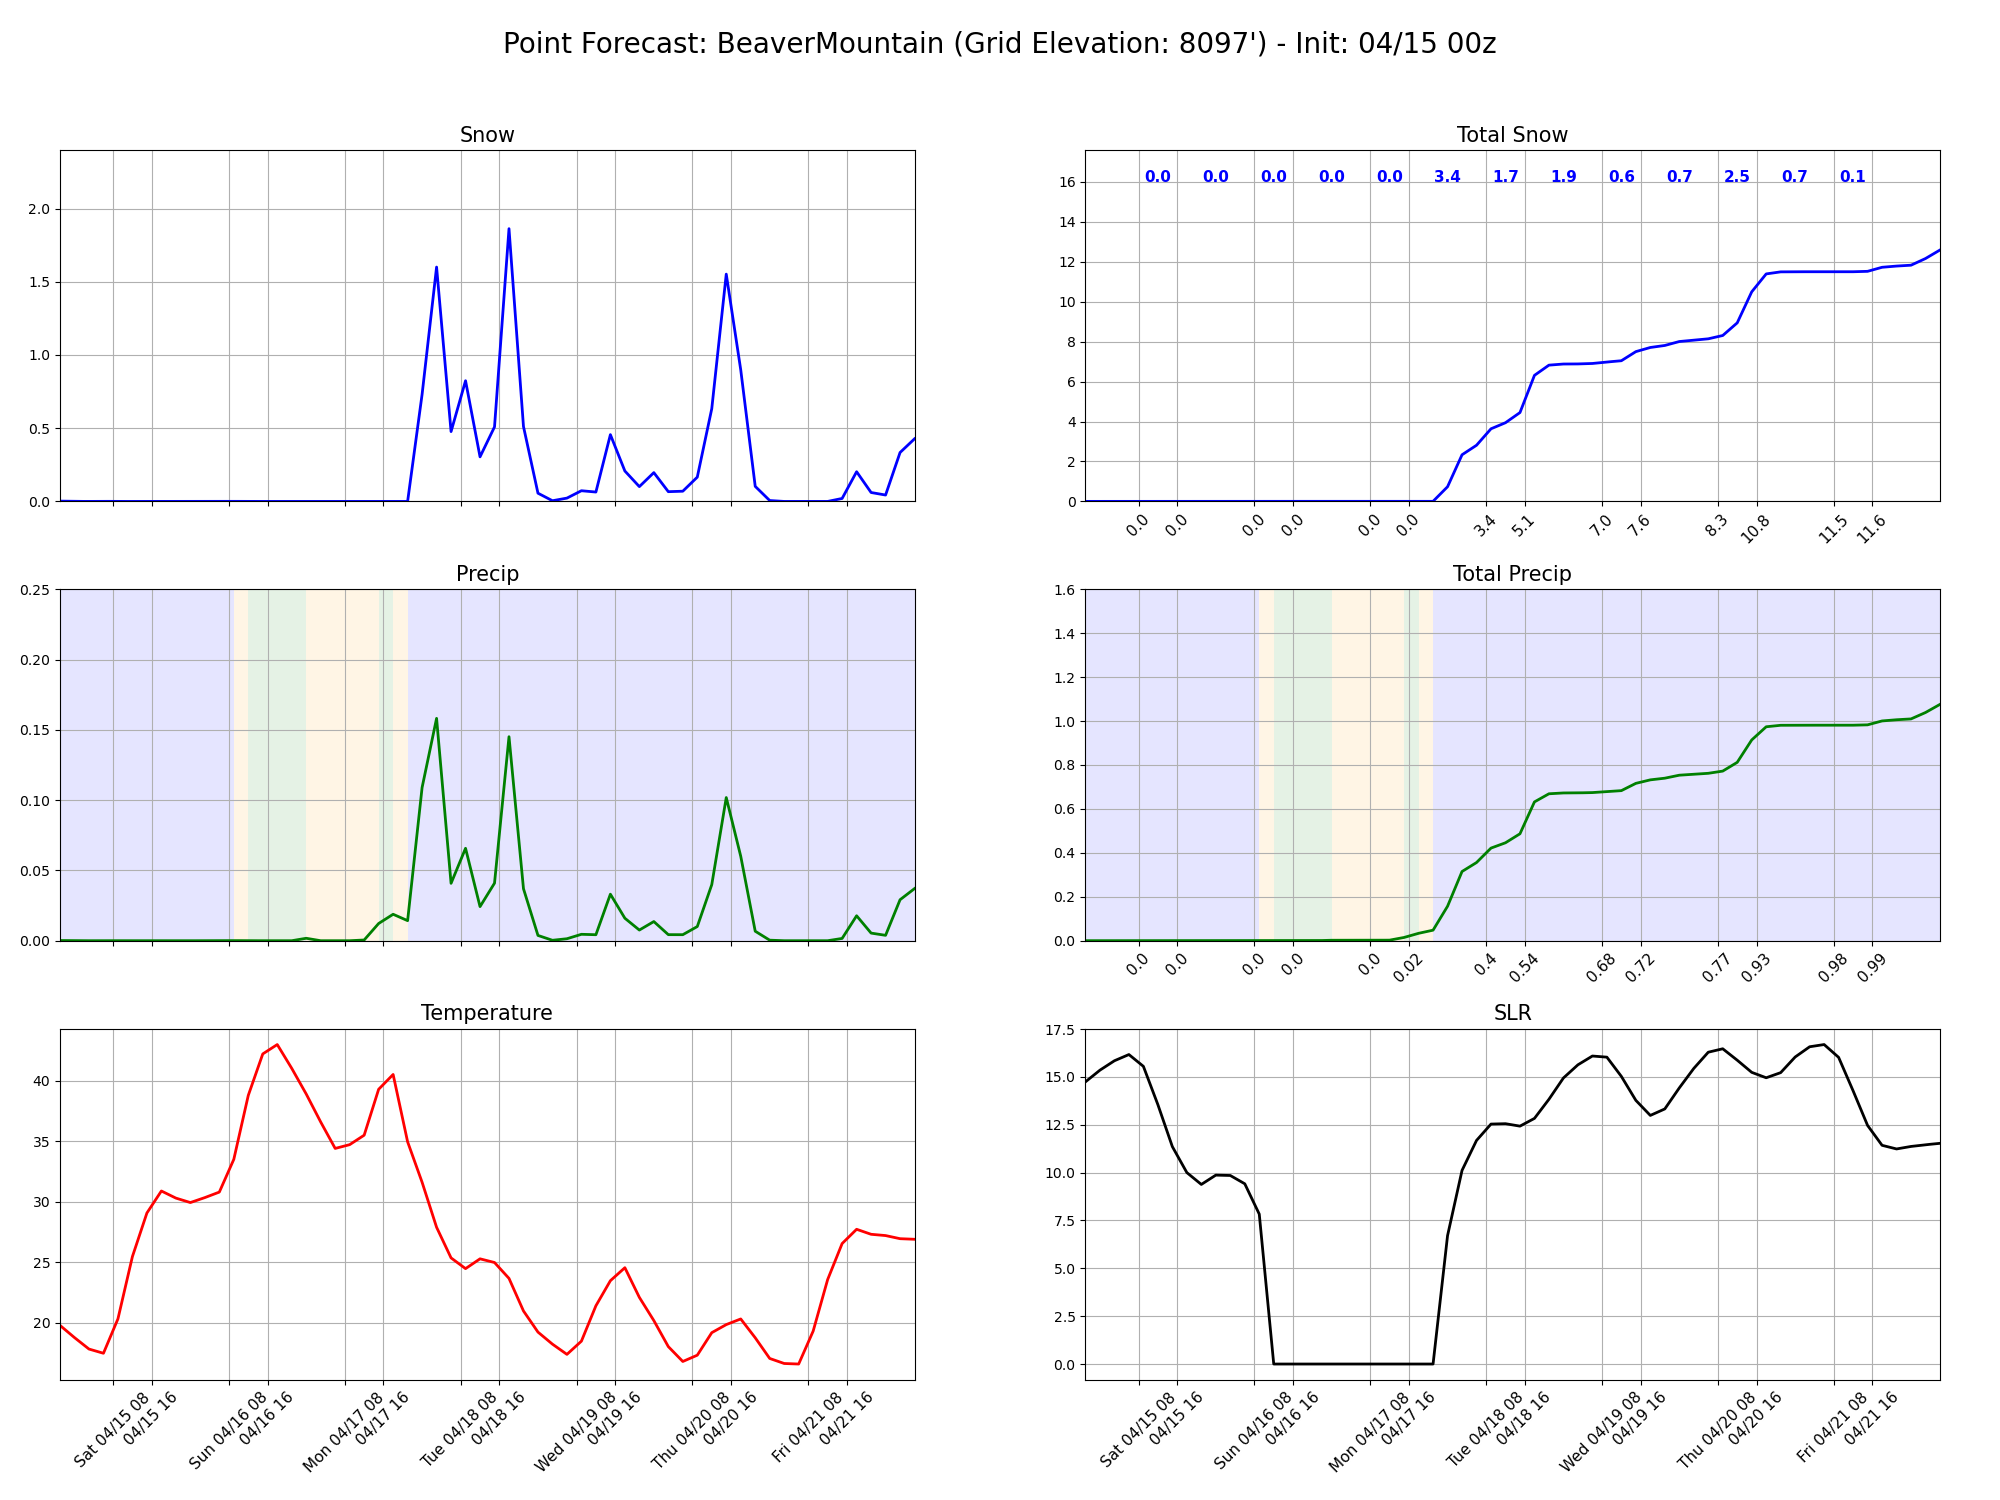 Point Forecast: BeaverMountain (Grid Elevation: 8097') - Init: 04/15 00z
Snow
2.0
1.5
1.0
0.5
0.0
Total Snow
0.0 0.0 0.0 0.0 0.0 3.4 1.7 1.9 0.6 0.7 2.5 0.7 0.1
16
14
12
10
8
6
4
2
0
0.0 0.0 0.0 0.0 0.0 0.0 3.4 5.1 7.0 7.6 8.3 10.8 11.5 11.6
Precip
0.25
0.20
0.15
0.10
0.05
0.00
Total Precip
1.6
1.4
1.2
1.0
0.8
0.6
0.4
0.2
0.0
0.0 0.0 0.0 0.0 0.0 0.02 0.4 0.54 0.68 0.72 0.77 0.93 0.98 0.99
Temperature
40
35
30
25
20
Sat 04/15 08
04/15 16
Sun 04/16 08
04/16 16
Mon 04/17 08
04/17 16
Tue 04/18 08
04/18 16
Wed 04/19 08
04/19 16
Thu 04/20 08
04/20 16
Fri 04/21 08
04/21 16
SLR
17.5
15.0
12.5
10.0
7.5
5.0
2.5
0.0
Sat 04/15 08
04/15 16
Sun 04/16 08
04/16 16
Mon 04/17 08
04/17 16
Tue 04/18 08
04/18 16
Wed 04/19 08
04/19 16
Thu 04/20 08
04/20 16
Fri 04/21 08
04/21 16